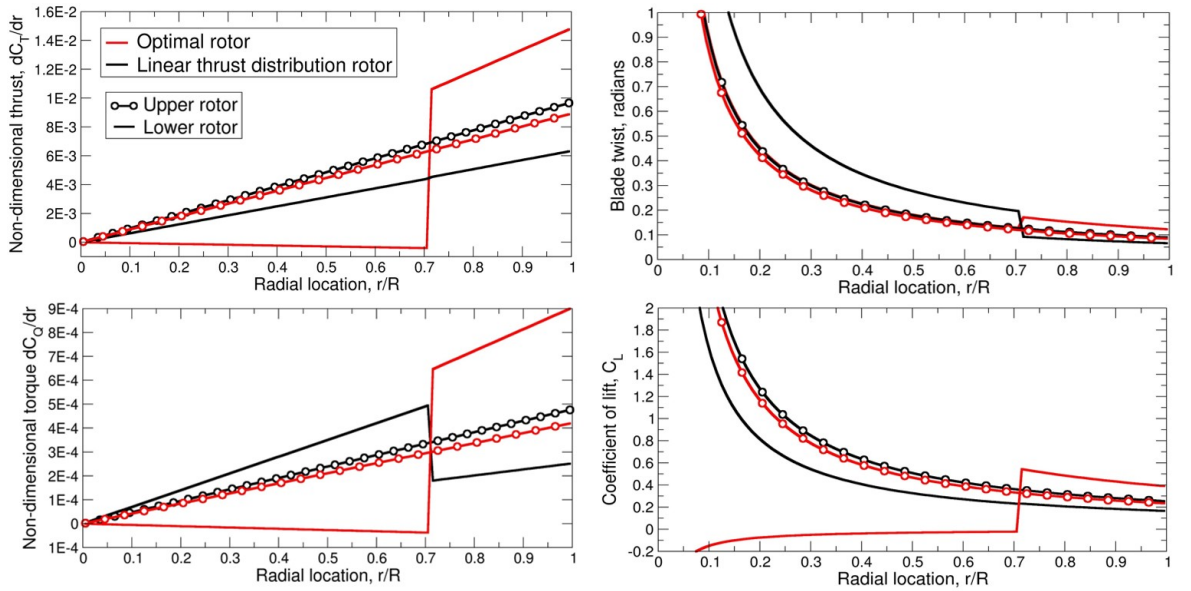 Non-dimensional thrust, dC_T/dr
1.6E-2
1.4E-2
1.2E-2
1E-2
8E-3
6E-3
4E-3
2E-3
0
Optimal rotor
Linear thrust distribution rotor
Upper rotor
Lower rotor
0 0.1 0.2 0.3 0.4 0.5 0.6 0.7 0.8 0.9 1
Radial location, r/R
Blade twist, radians
1
0.9
0.8
0.7
0.6
0.5
0.4
0.3
0.2
0.1
0
0 0.1 0.2 0.3 0.4 0.5 0.6 0.7 0.8 0.9 1
Radial location, r/R
Non-dimensional torque dC_Q/dr
9E-4
8E-4
7E-4
6E-4
5E-4
4E-4
3E-4
2E-4
1E-4
0
1E-4
0 0.1 0.2 0.3 0.4 0.5 0.6 0.7 0.8 0.9 1
Radial location, r/R
Coefficient of lift, C_L
2
1.8
1.6
1.4
1.2
1
0.8
0.6
0.4
0.2
0
-0.2
0 0.1 0.2 0.3 0.4 0.5 0.6 0.7 0.8 0.9 1
Radial location, r/R